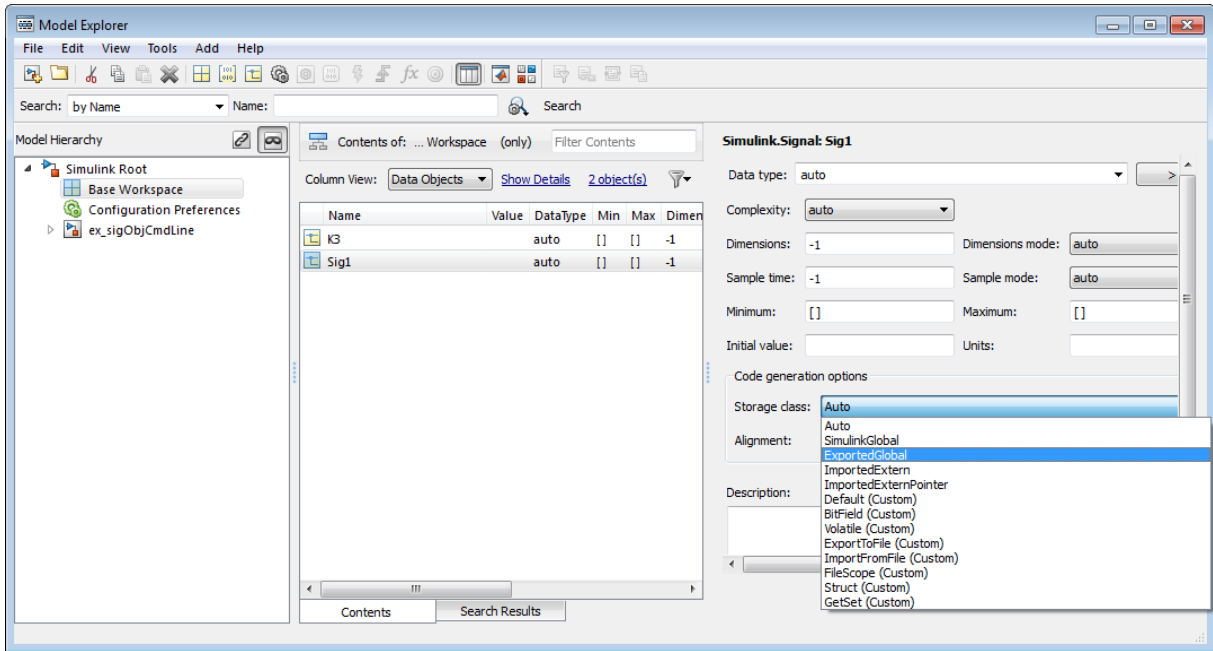 Model Explorer
File Edit View Tools Add Help
Search: by Name Name: Search
Model Hierarchy
Simulink Root
Base Workspace
Configuration Preferences
ex_sigObjCmdLine
Contents of: ... Workspace (only) Filter Contents
Column View: Data Objects Show Details 2 object(s)
Name Value DataType Min Max Dimen
K3 auto [] [] -1
Sig1 auto [] [] -1
Contents Search Results
Simulink.Signal: Sig1
Data type: auto >
Complexity: auto
Dimensions: -1 Dimensions mode: auto
Sample time: -1 Sample mode: auto
Minimum: [] Maximum: []
Initial value: Units:
Code generation options
Storage class: Auto
Alignment:
Description:
Auto
SimulinkGlobal
ExportedGlobal
ImportedExtern
ImportedExternPointer
Default (Custom)
BitField (Custom)
Volatile (Custom)
ExportToFile (Custom)
ImportFromFile (Custom)
FileScope (Custom)
Struct (Custom)
GetSet (Custom)